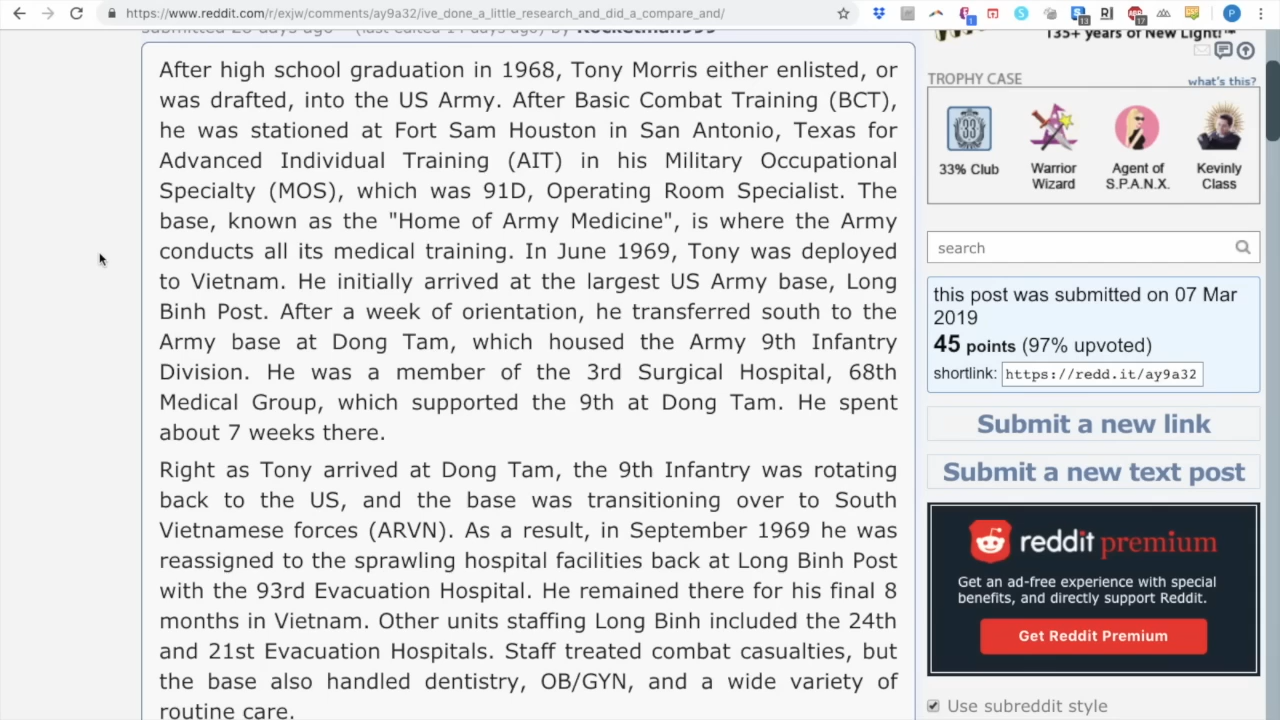 https://www.reddit.com/r/exjw/comments/ay9a32/ive_done_a_little_research_and_did_a_compare_and/
After high school graduation in 1968, Tony Morris either enlisted, or
was drafted, into the US Army. After Basic Combat Training (BCT),
he was stationed at Fort Sam Houston in San Antonio, Texas for
Advanced Individual Training (AIT) in his Military Occupational
Specialty (MOS), which was 91D, Operating Room Specialist. The
base, known as the "Home of Army Medicine", is where the Army
conducts all its medical training. In June 1969, Tony was deployed
to Vietnam. He initially arrived at the largest US Army base, Long
Binh Post. After a week of orientation, he transferred south to the
Army base at Dong Tam, which housed the Army 9th Infantry
Division. He was a member of the 3rd Surgical Hospital, 68th
Medical Group, which supported the 9th at Dong Tam. He spent
about 7 weeks there.
Right as Tony arrived at Dong Tam, the 9th Infantry was rotating
back to the US, and the base was transitioning over to South
Vietnamese forces (ARVN). As a result, in September 1969 he was
reassigned to the sprawling hospital facilities back at Long Binh Post
with the 93rd Evacuation Hospital. He remained there for his final 8
months in Vietnam. Other units staffing Long Binh included the 24th
and 21st Evacuation Hospitals. Staff treated combat casualties, but
the base also handled dentistry, OB/GYN, and a wide variety of
routine care.
135+ years of New Light!™
TROPHY CASE
what's this?
33
33% Club
Warrior
Wizard
Agent of
S.P.A.N.X.
Kevinly
Class
search
this post was submitted on 07 Mar
2019
45 points (97% upvoted)
shortlink: https://redd.it/ay9a32
Submit a new link
Submit a new text post
reddit premium
Get an ad-free experience with special
benefits, and directly support Reddit.
Get Reddit Premium
Use subreddit style